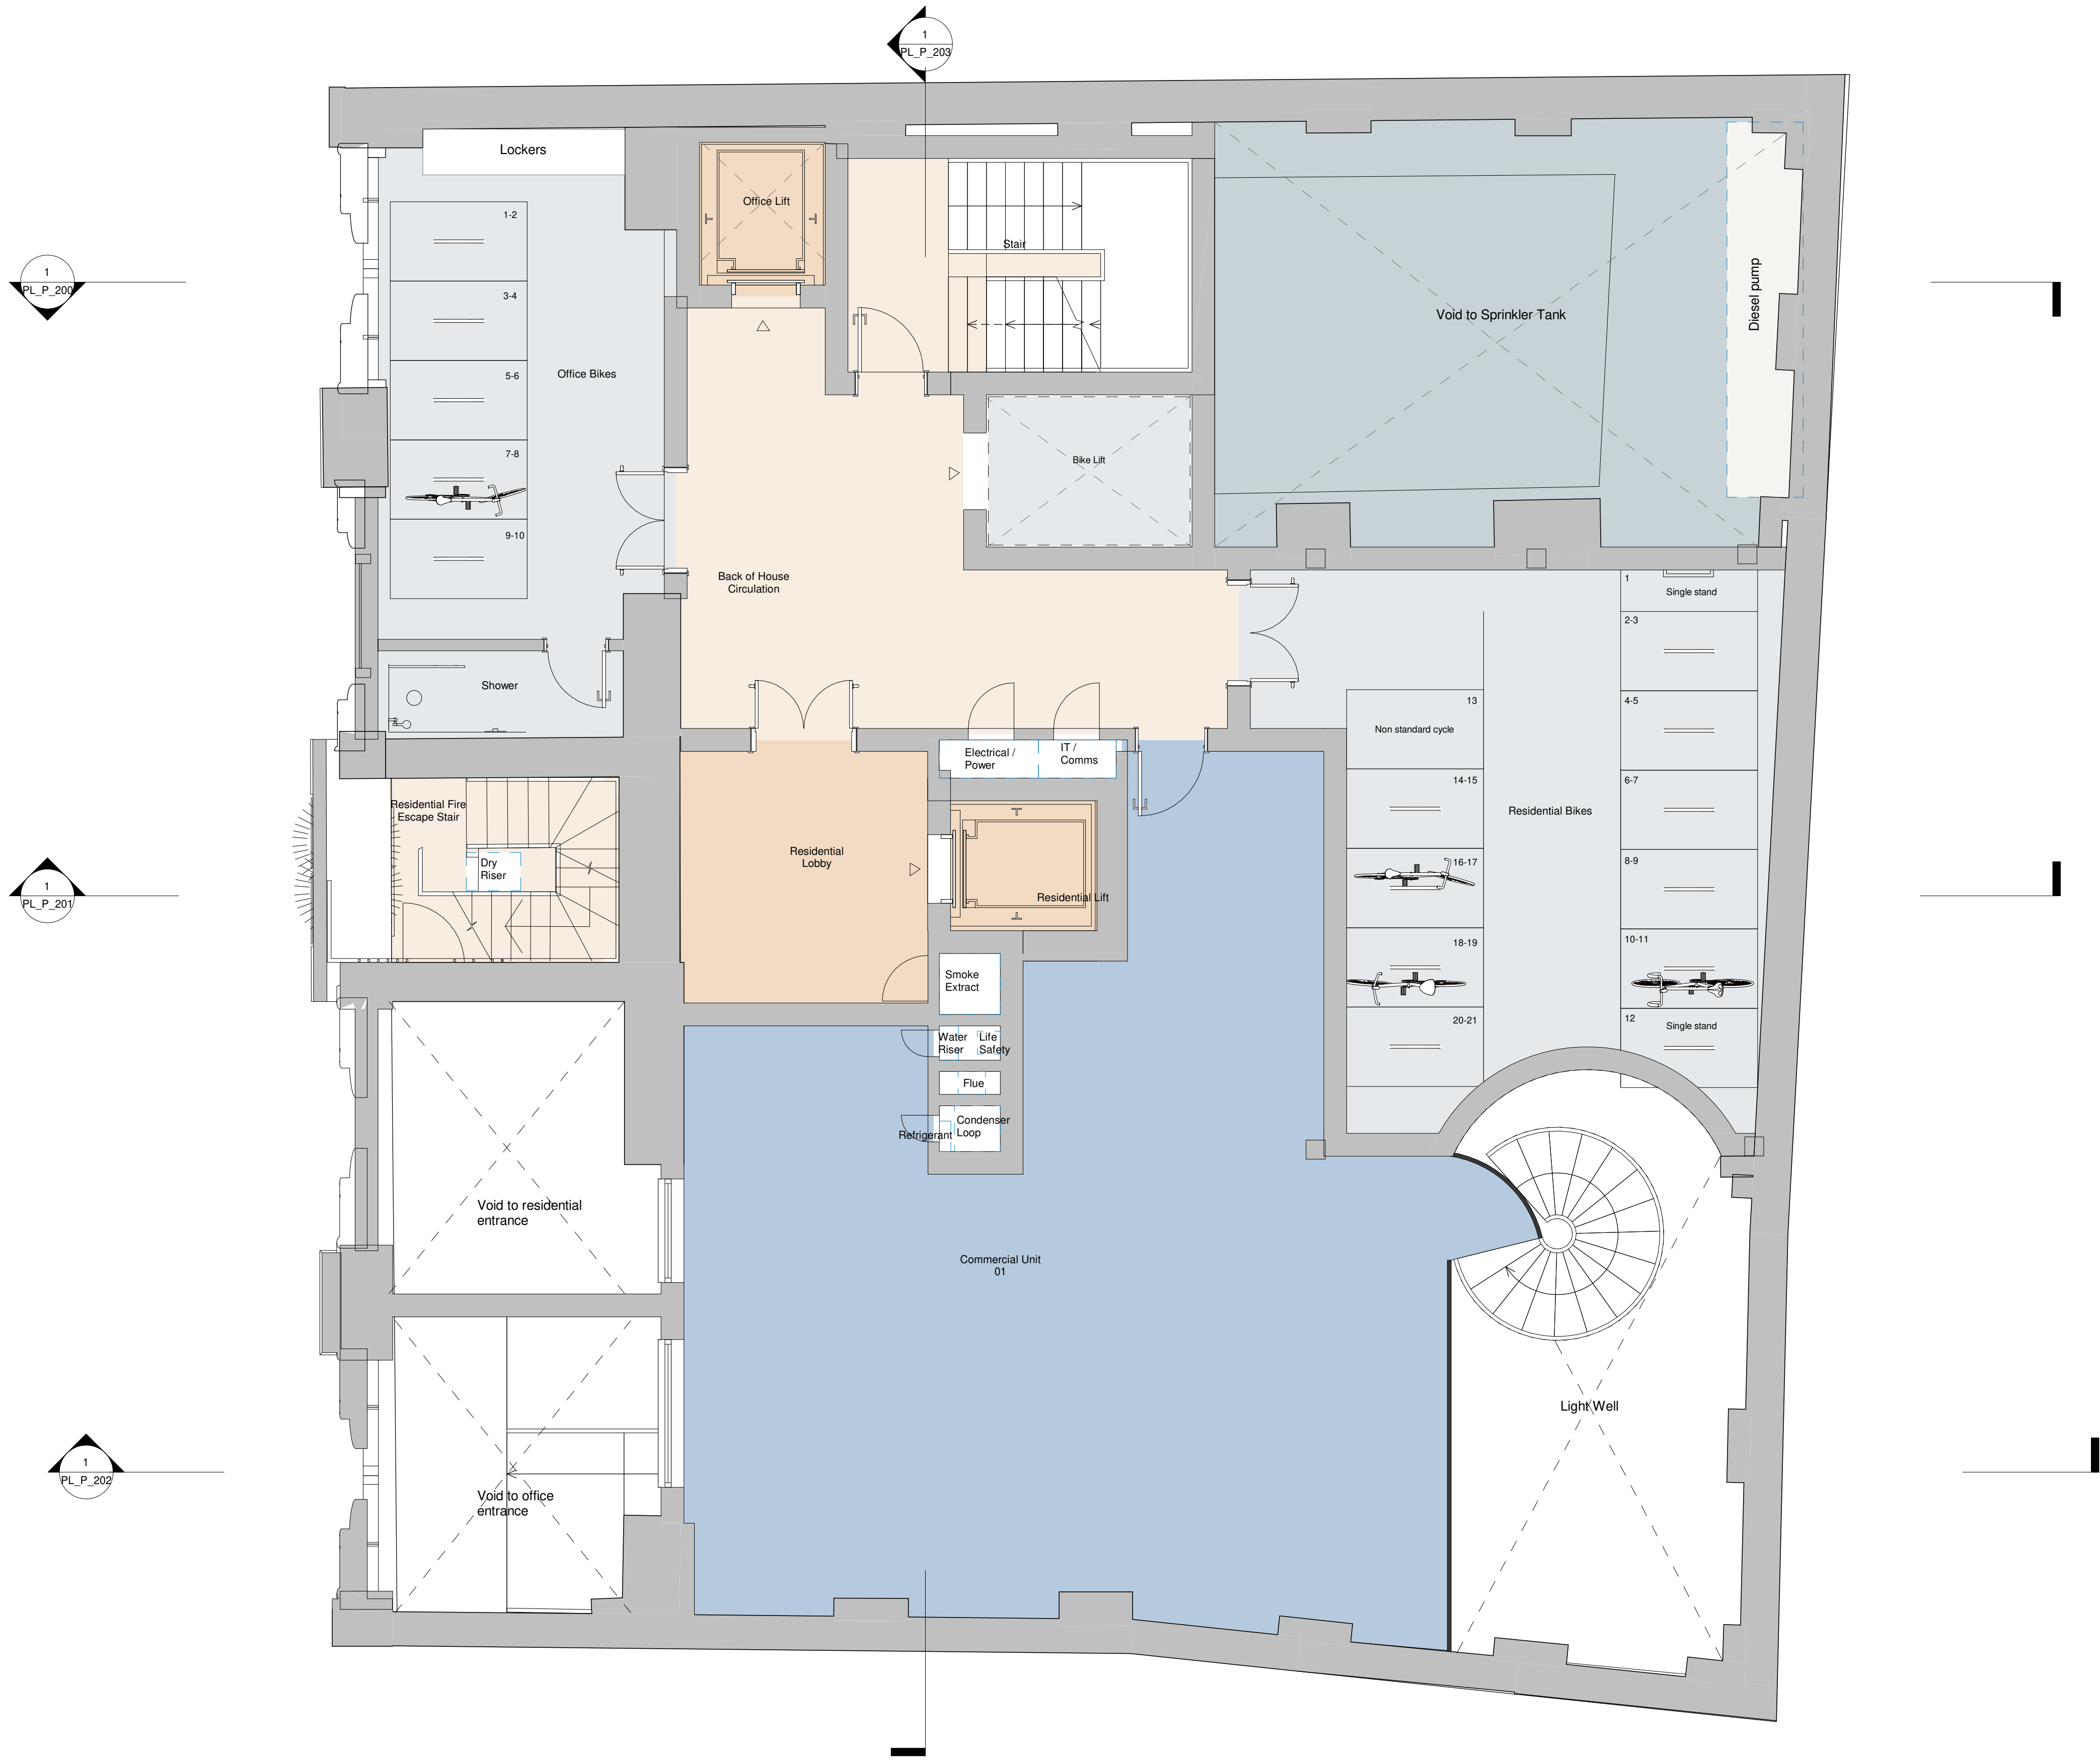 1
PL_P_203
Lockers
1-2
Office Lift
Stair
1
PL_P_200
3-4
Void to Sprinkler Tank
Diesel pump
Office Bikes
5-6
7-8
Bike Lift
9-10
Back of House
Circulation
1
Single stand
2-3
Shower
13
Non standard cycle
4-5
Electrical /
Power
IT /
Comms
14-15
6-7
Residential Fire
Escape Stair
Residential Bikes
Dry
Riser
Residential
Lobby
16-17
8-9
1
PL_P_201
Residential Lift
18-19
10-11
Smoke
Extract
20-21
12
Single stand
Water
Riser
Life
Safety
Flue
Condenser
Loop
Refrigerant
Void to residential
entrance
Commercial Unit
01
Light Well
1
PL_P_202
Void to office
entrance